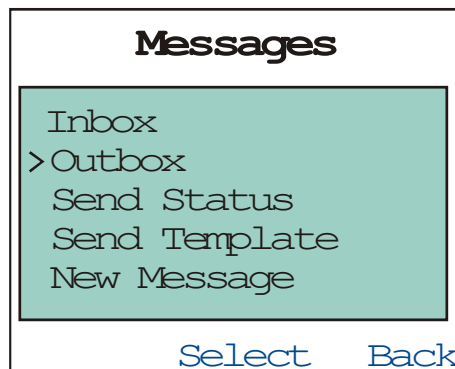 Messages
Inbox
>Outbox
Send Status
Send Template
New Message
Select Back